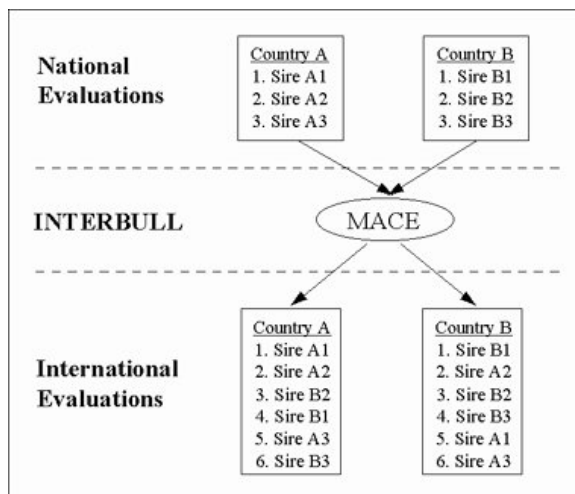 National
Evaluations
Country A
1. Sire A1
2. Sire A2
3. Sire A3
Country B
1. Sire B1
2. Sire B2
3. Sire B3
INTERBULL
MACE
International
Evaluations
Country A
1. Sire A1
2. Sire A2
3. Sire B2
4. Sire B1
5. Sire A3
6. Sire B3
Country B
1. Sire B1
2. Sire A2
3. Sire B2
4. Sire B3
5. Sire A1
6. Sire A3